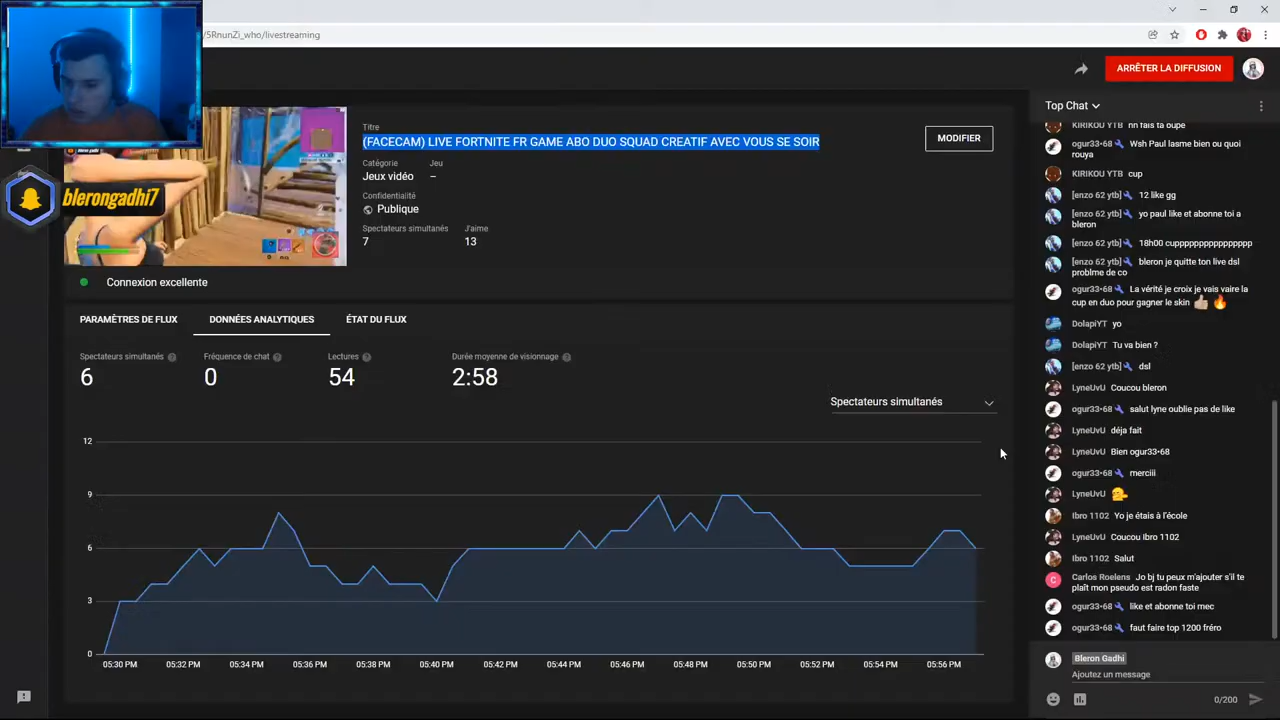 5RnunZi_who/livestreaming
ARRÊTER LA DIFFUSION
blerongadhi7
Titre
(FACECAM) LIVE FORTNITE FR GAME ABO DUO SQUAD CREATIF AVEC VOUS SE SOIR
MODIFIER
Catégorie Jeu
Jeux vidéo –
Confidentialité
Publique
Spectateurs simultanés J'aime
7 13
Connexion excellente
PARAMÈTRES DE FLUX DONNÉES ANALYTIQUES ÉTAT DU FLUX
Spectateurs simultanés Fréquence de chat Lectures Durée moyenne de visionnage
6 0 54 2:58
Spectateurs simultanés
12
9
6
3
0
05:30 PM 05:32 PM 05:34 PM 05:36 PM 05:38 PM 05:40 PM 05:42 PM 05:44 PM 05:46 PM 05:48 PM 05:50 PM 05:52 PM 05:54 PM 05:56 PM
Top Chat
KIRIKOU YTB nn fais ta oupe
ogur33•68 Wsh Paul lasme bien ou quoi
rouya
KIRIKOU YTB cup
[enzo 62 ytb] 12 like gg
[enzo 62 ytb] yo paul like et abonne toi a
bleron
[enzo 62 ytb] 18h00 cupppppppppppppppp
[enzo 62 ytb] bleron je quitte ton live dsl
problme de co
ogur33•68 La vérité je croix je vais vaire la
cup en duo pour gagner le skin 👍🏼 🔥
DolapiYT yo
DolapiYT Tu va bien ?
[enzo 62 ytb] dsl
LyneUvU Coucou bleron
ogur33•68 salut lyne oublie pas de like
LyneUvU déja fait
LyneUvU Bien ogur33•68
ogur33•68 merciii
LyneUvU
Ibro 1102 Yo je étais à l'école
LyneUvU Coucou Ibro 1102
Ibro 1102 Salut
Carlos Roelens Jo bj tu peux m'ajouter s'il te
plaît mon pseudo est radon faste
ogur33•68 like et abonne toi mec
ogur33•68 faut faire top 1200 fréro
Bleron Gadhi
Ajoutez un message
0/200